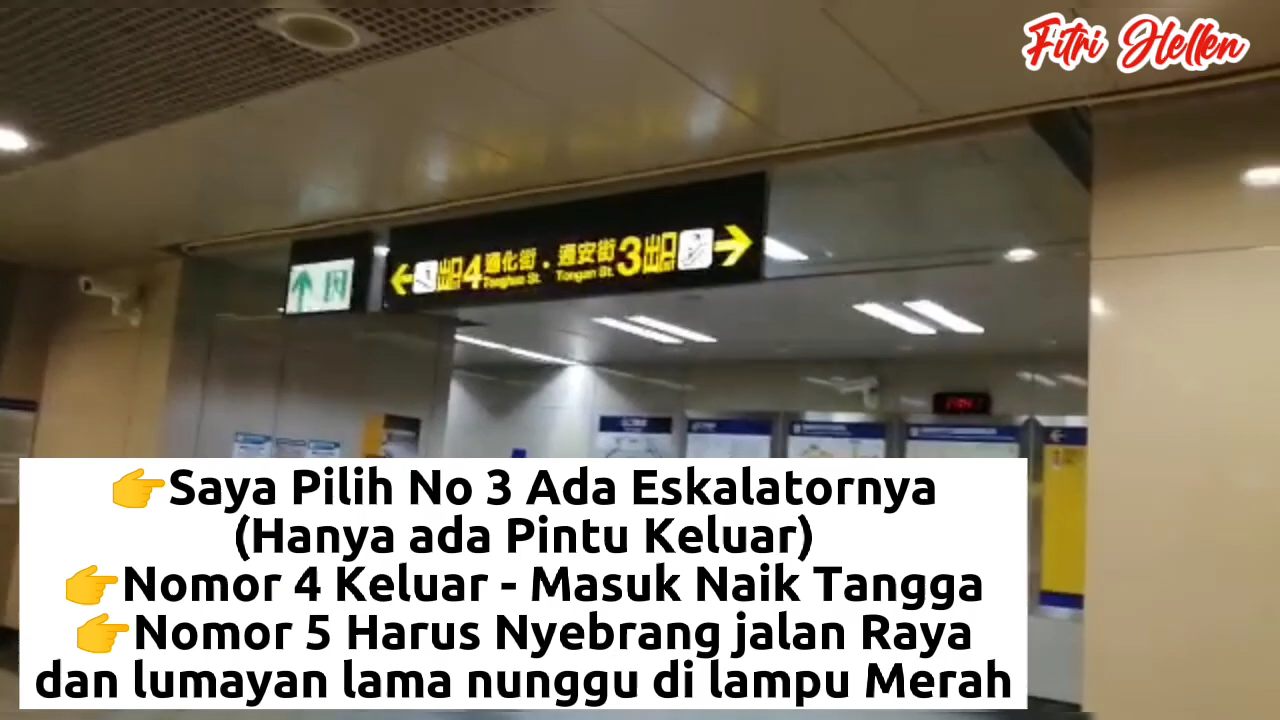 Fitri Hellen
出口 4 通化街 · 通安街 3 出口
Tonghua St. Tongan St.
👉Saya Pilih No 3 Ada Eskalatornya
(Hanya ada Pintu Keluar)
👉Nomor 4 Keluar - Masuk Naik Tangga
👉Nomor 5 Harus Nyebrang jalan Raya
dan lumayan lama nunggu di lampu Merah